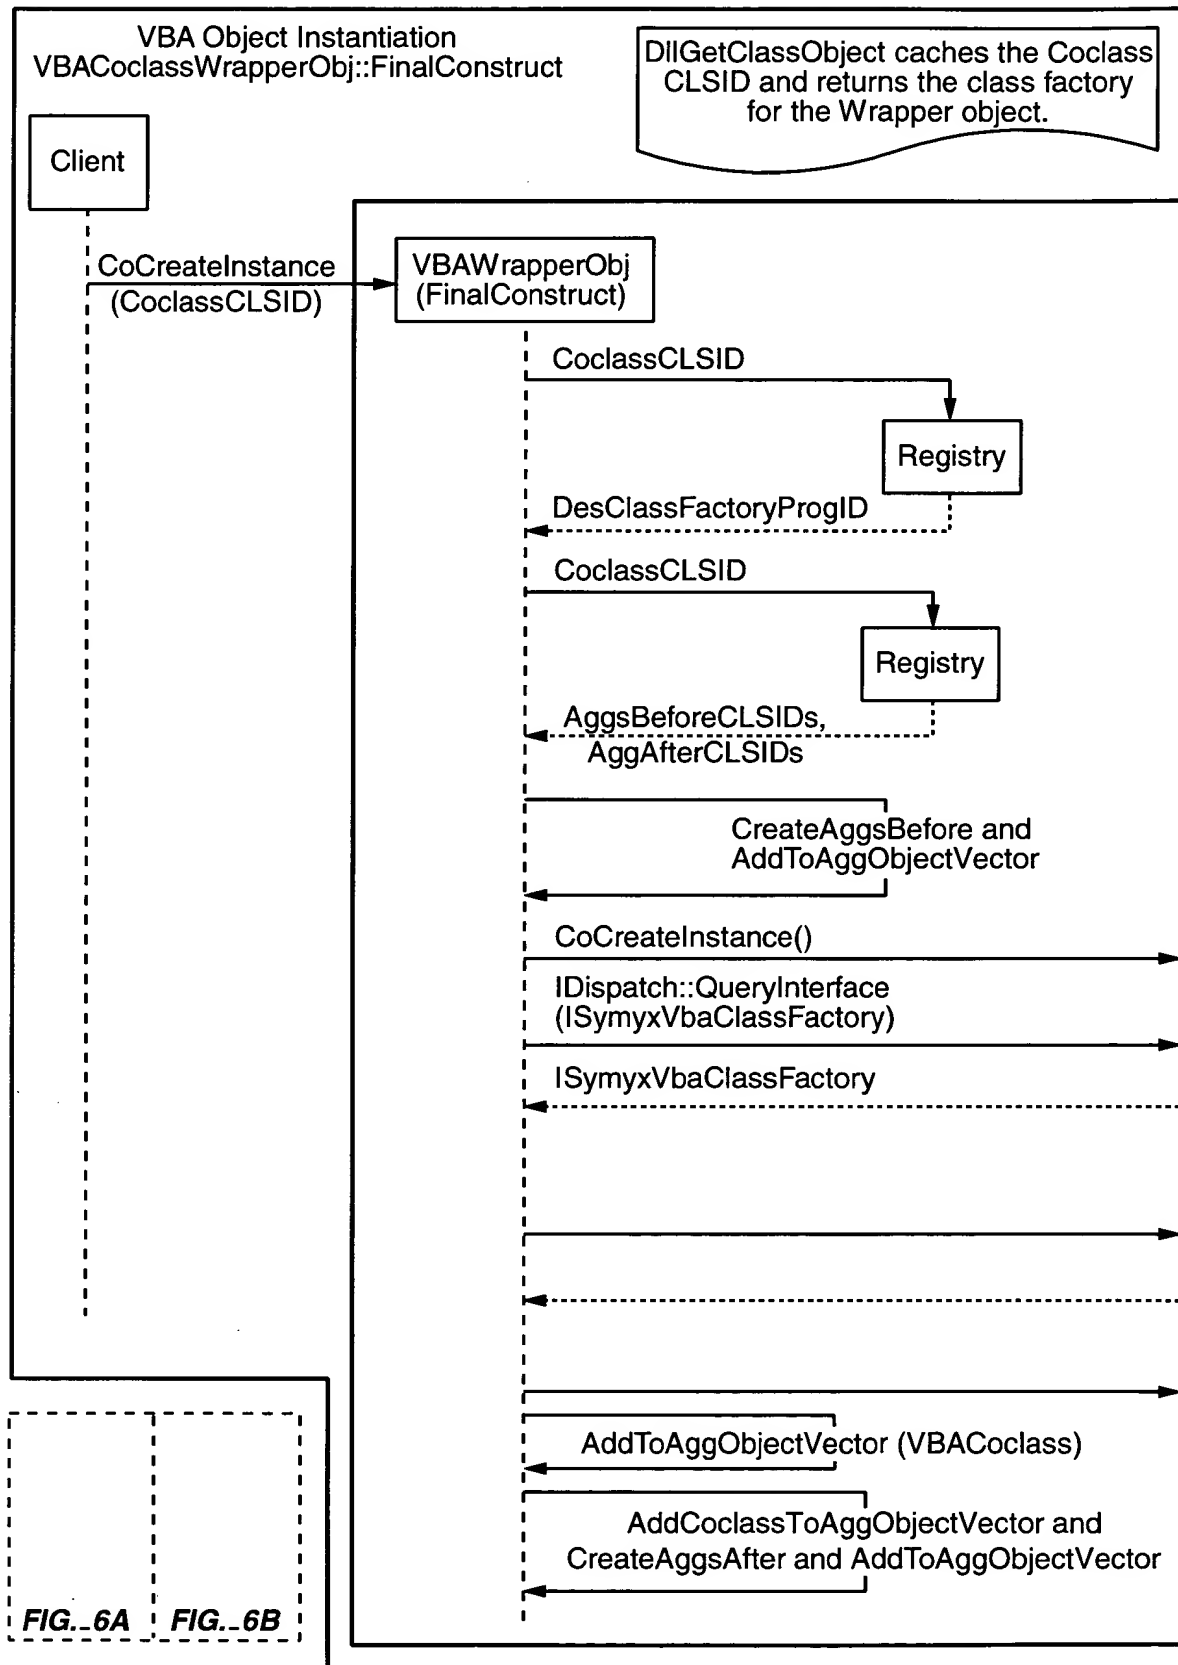 VBA Object Instantiation
VBACoclassWrapperObj::FinalConstruct
DllGetClassObject caches the Coclass
CLSID and returns the class factory
for the Wrapper object.
Client
CoCreateInstance
(CoclassCLSID)
VBAWrapperObj
(FinalConstruct)
CoclassCLSID
Registry
DesClassFactoryProgID
CoclassCLSID
Registry
AggsBeforeCLSIDs,
AggAfterCLSIDs
CreateAggsBefore and
AddToAggObjectVector
CoCreateInstance()
IDispatch::QueryInterface
(ISymyxVbaClassFactory)
ISymyxVbaClassFactory
AddToAggObjectVector (VBACoclass)
AddCoclassToAggObjectVector and
CreateAggsAfter and AddToAggObjectVector
FIG._6A
FIG._6B